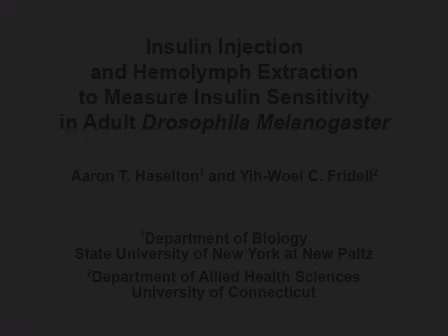 Insulin Injection
and Hemolymph Extraction
to Measure Insulin Sensitivity
in Adult Drosophila Melanogaster
Aaron T. Haselton¹ and Yih-Woei C. Fridell²
¹Department of Biology
State University of New York at New Paltz
²Department of Allied Health Sciences
University of Connecticut